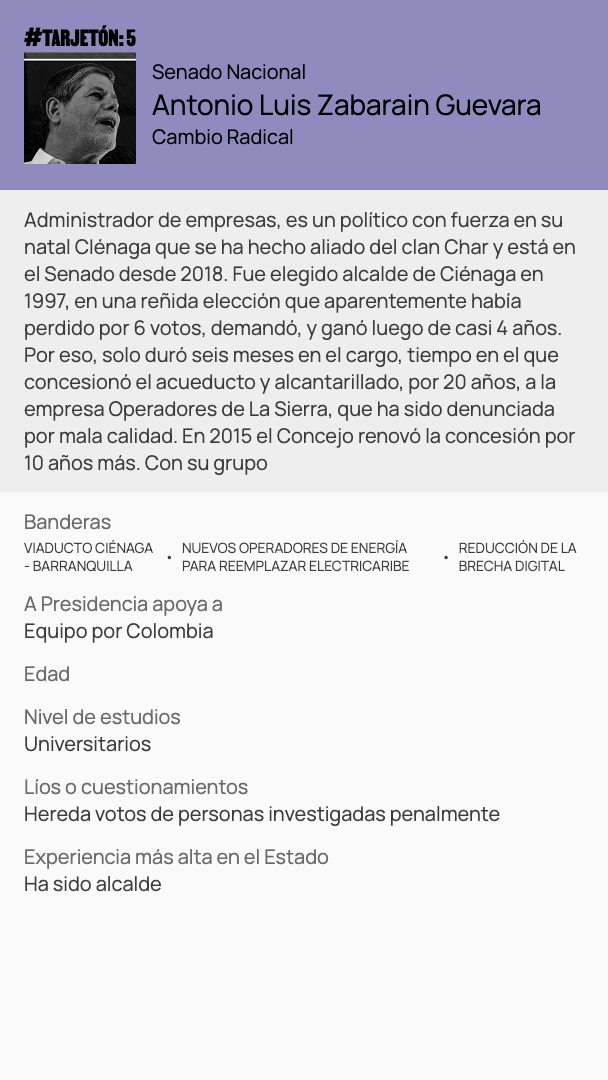 #TARJETÓN: 5
Senado Nacional
Antonio Luis Zabarain Guevara
Cambio Radical
Administrador de empresas, es un político con fuerza en su
natal CIénaga que se ha hecho aliado del clan Char y está en
el Senado desde 2018. Fue elegido alcalde de Ciénaga en
1997, en una reñida elección que aparentemente había
perdido por 6 votos, demandó, y ganó luego de casi 4 años.
Por eso, solo duró seis meses en el cargo, tiempo en el que
concesionó el acueducto y alcantarillado, por 20 años, a la
empresa Operadores de La Sierra, que ha sido denunciada
por mala calidad. En 2015 el Concejo renovó la concesión por
10 años más. Con su grupo
Banderas
VIADUCTO CIÉNAGA - BARRANQUILLA
• NUEVOS OPERADORES DE ENERGÍA PARA REEMPLAZAR ELECTRICARIBE
• REDUCCIÓN DE LA BRECHA DIGITAL
A Presidencia apoya a
Equipo por Colombia
Edad
Nivel de estudios
Universitarios
Líos o cuestionamientos
Hereda votos de personas investigadas penalmente
Experiencia más alta en el Estado
Ha sido alcalde